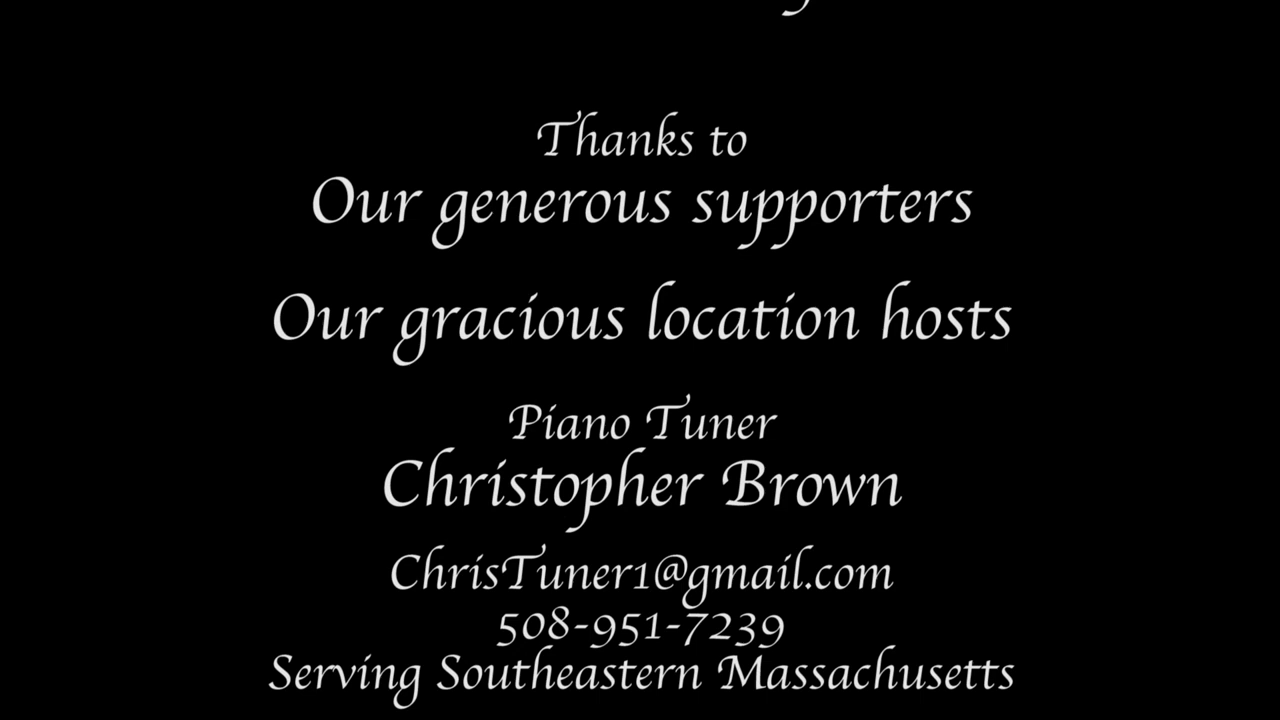 Thanks to
Our generous supporters
Our gracious location hosts
Piano Tuner
Christopher Brown
ChrisTuner1@gmail.com
508-951-7239
Serving Southeastern Massachusetts